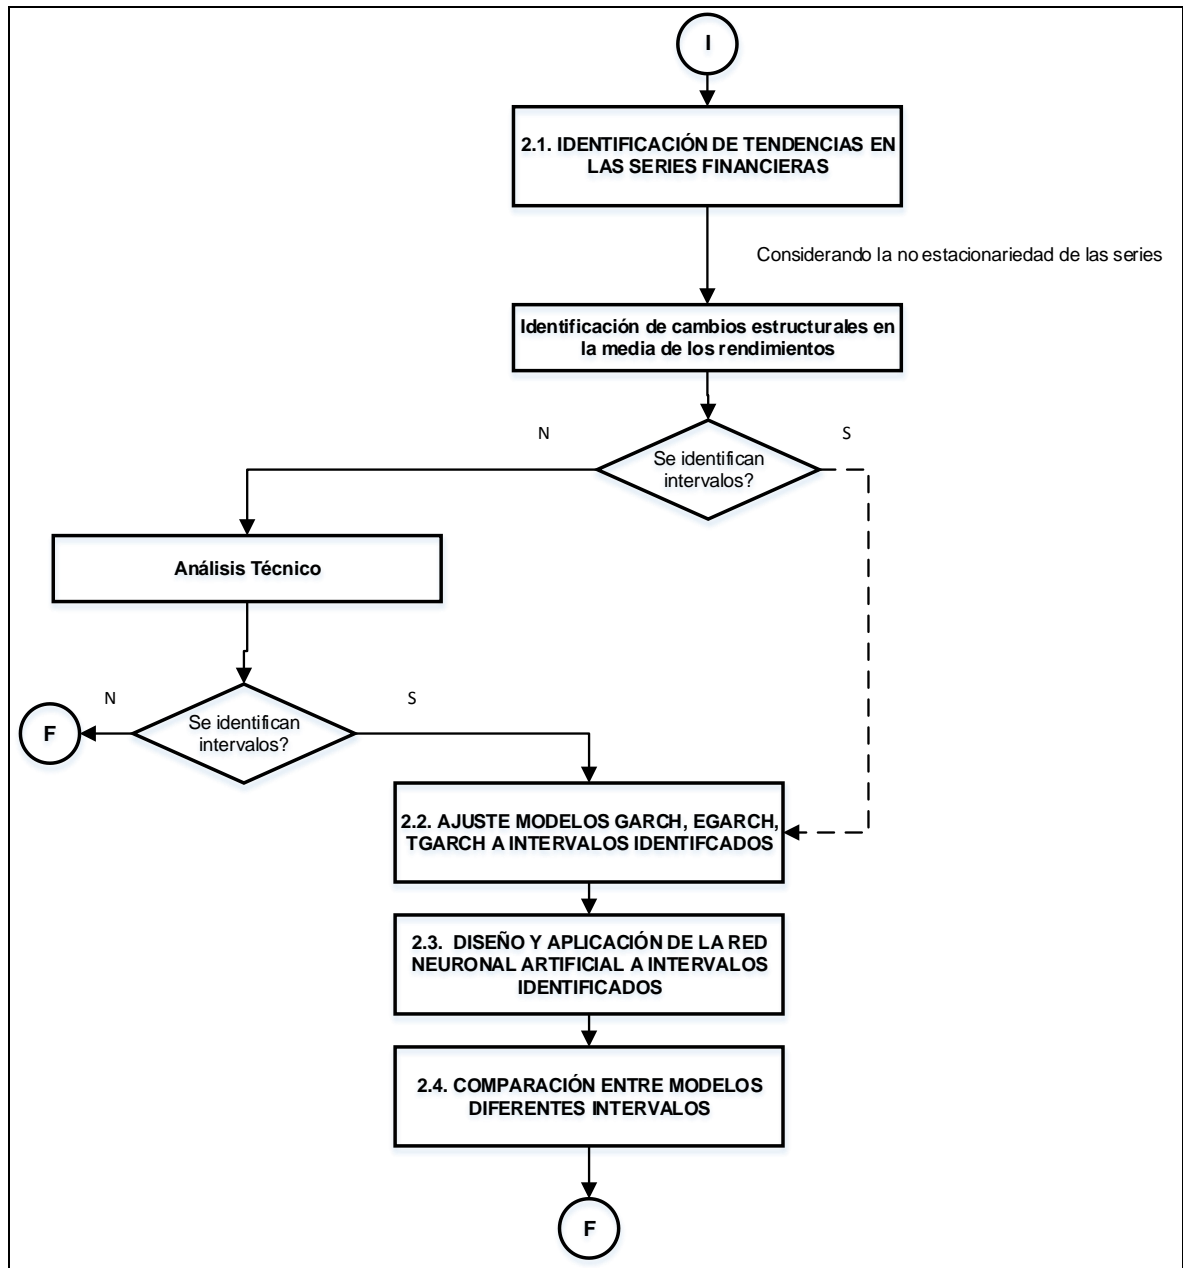 I
2.1. IDENTIFICACIÓN DE TENDENCIAS EN
LAS SERIES FINANCIERAS
Considerando la no estacionariedad de las series
Identificación de cambios estructurales en
la media de los rendimientos
N
S
Se identifican
intervalos?
Análisis Técnico
N
S
Se identifican
intervalos?
F
2.2. AJUSTE MODELOS GARCH, EGARCH,
TGARCH A INTERVALOS IDENTIFCADOS
2.3. DISEÑO Y APLICACIÓN DE LA RED
NEURONAL ARTIFICIAL A INTERVALOS
IDENTIFICADOS
2.4. COMPARACIÓN ENTRE MODELOS
DIFERENTES INTERVALOS
F